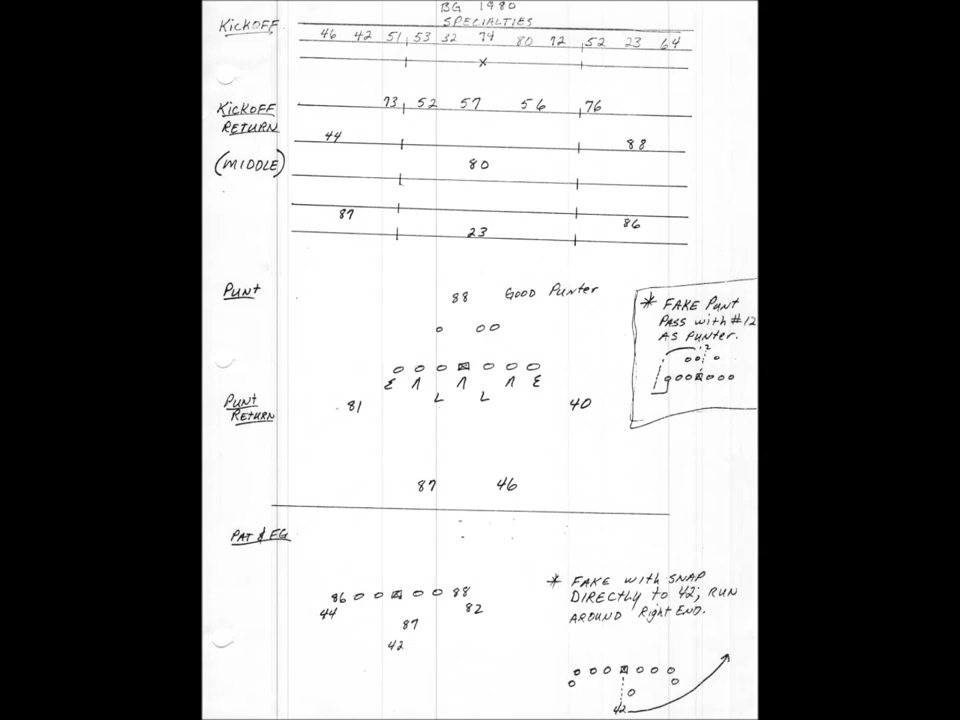 BG 1980
SPECIALTIES
KICKOFF
46 42 51 53 32 74 80 72 52 23 64
X
KICKOFF RETURN
(MIDDLE)
73 52 57 56 76
44 88
80
87 86
23
PUNT
88 GOOD PUNTER
* FAKE PUNT
PASS with #12
AS PUNTER.
12
E Λ Λ Λ E
L L
PUNT RETURN
81 40
87 46
PAT & FG
86 88
44 82
87
42
* FAKE with SNAP
DIRECTLY to 42; RUN
AROUND Right END.
42